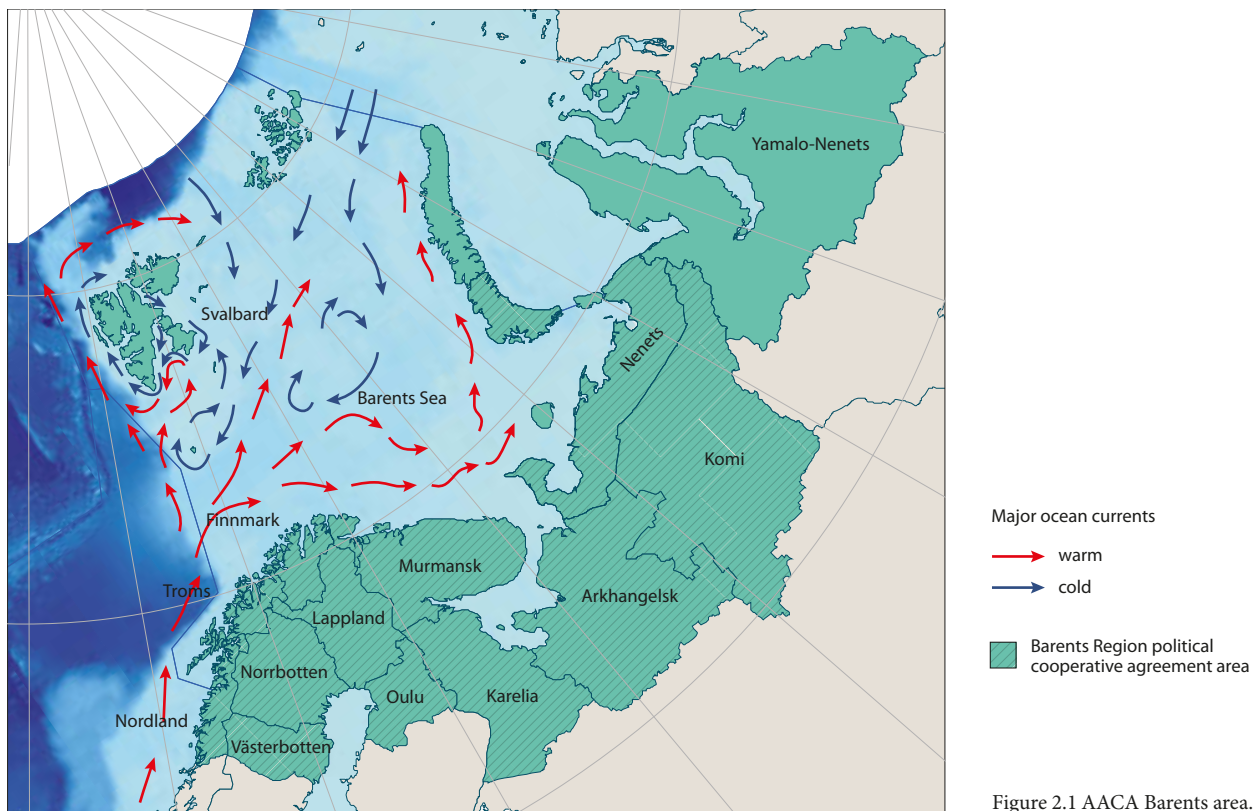 Yamalo-Nenets
Svalbard
Nenets
Barents Sea
Komi
Finnmark
Murmansk
Troms
Arkhangelsk
Lappland
Norrbotten
Oulu
Karelia
Nordland
Västerbotten
Major ocean currents
warm
cold
Barents Region political
cooperative agreement area
Figure 2.1 AACA Barents area.